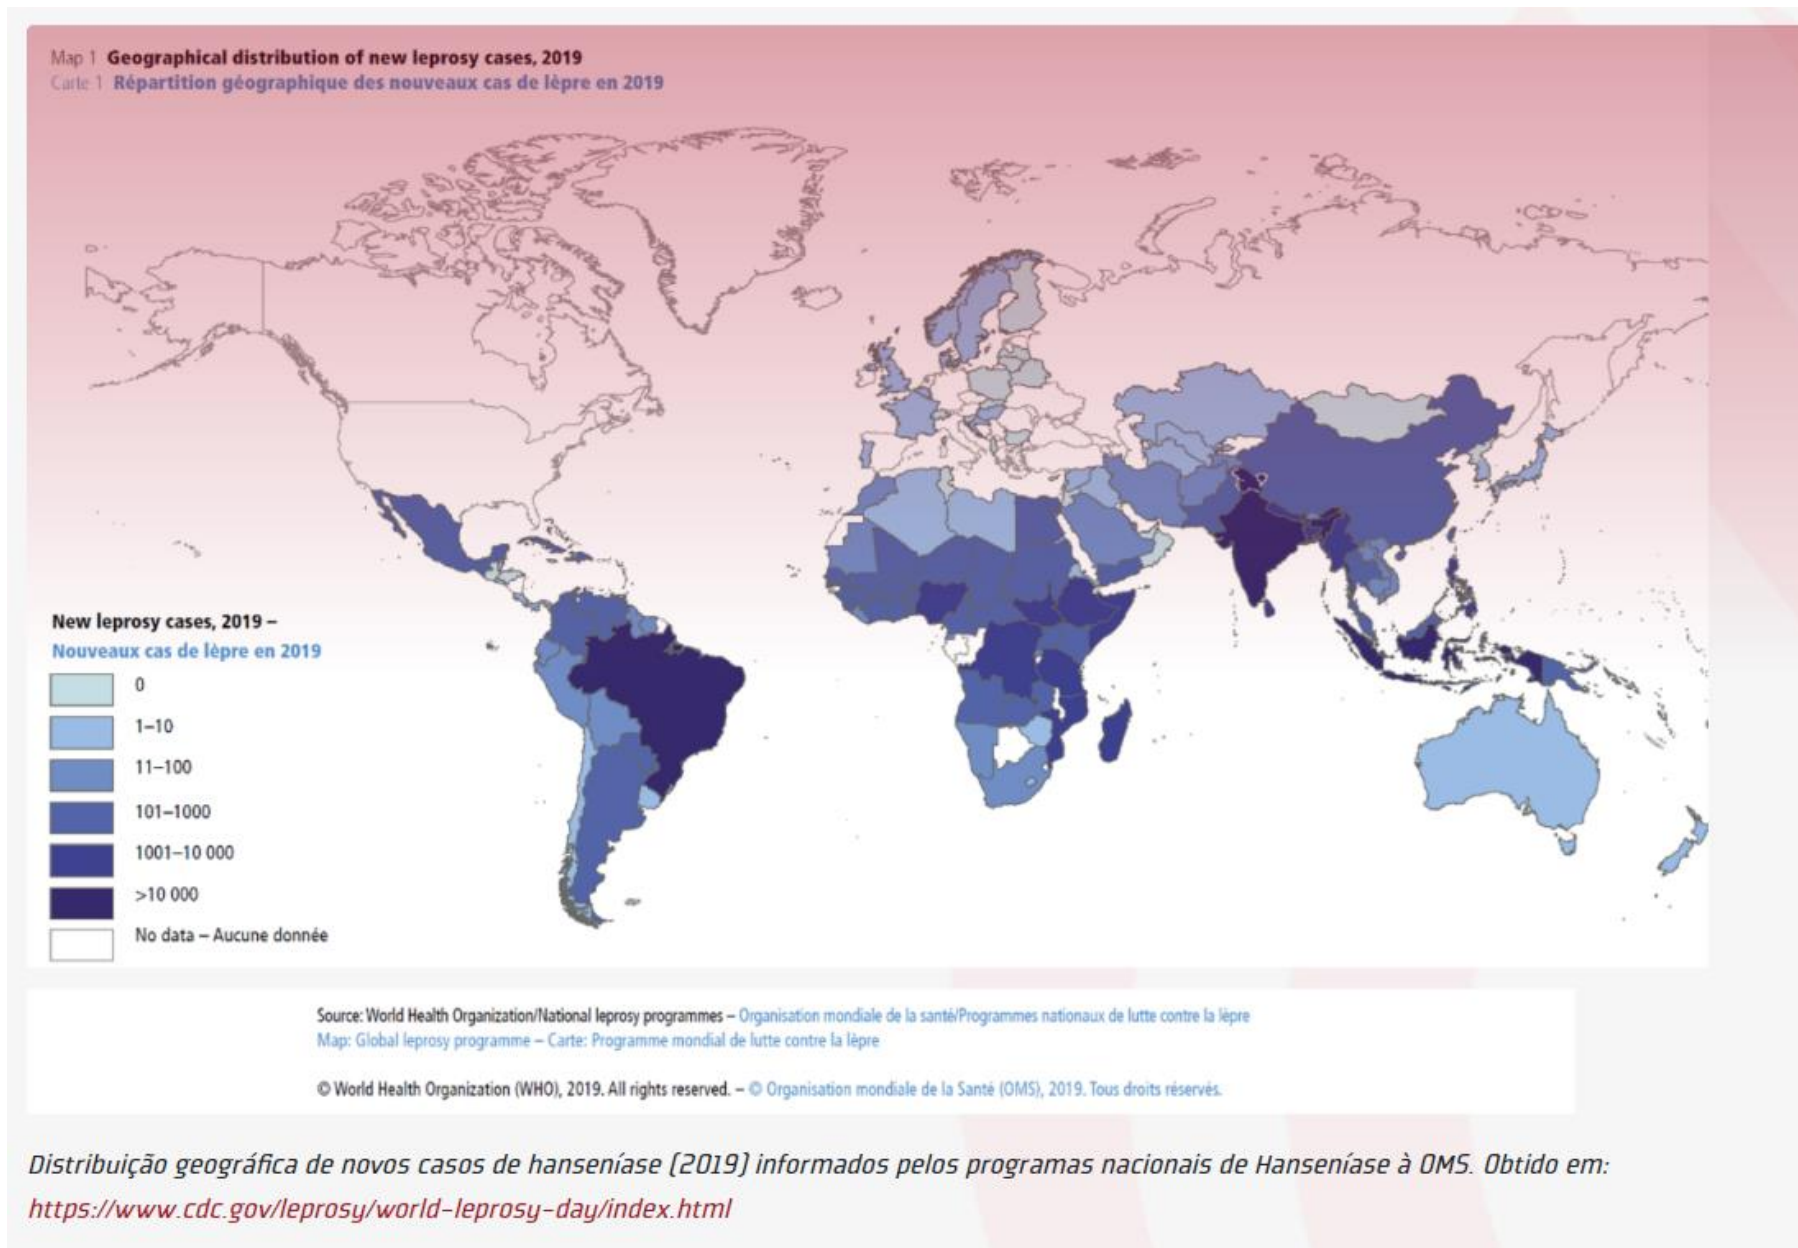 Map 1 Geographical distribution of new leprosy cases, 2019
Carte 1 Répartition géographique des nouveaux cas de lèpre en 2019
New leprosy cases, 2019 –
Nouveaux cas de lèpre en 2019
0
1–10
11–100
101–1000
1001–10 000
>10 000
No data – Aucune donnée
Source: World Health Organization/National leprosy programmes – Organisation mondiale de la santé/Programmes nationaux de lutte contre la lèpre
Map: Global leprosy programme – Carte: Programme mondial de lutte contre la lèpre
© World Health Organization (WHO), 2019. All rights reserved. – © Organisation mondiale de la Santé (OMS), 2019. Tous droits réservés.
Distribuição geográfica de novos casos de hanseníase (2019) informados pelos programas nacionais de Hanseníase à OMS. Obtido em:
https://www.cdc.gov/leprosy/world-leprosy-day/index.html